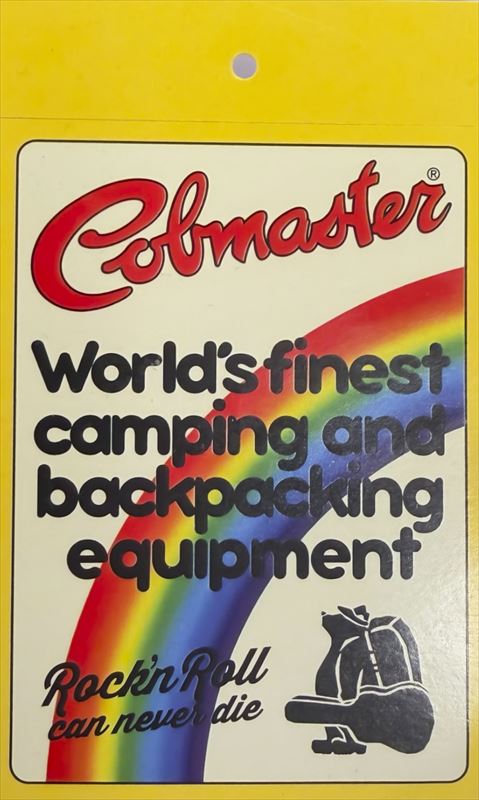 Cobmaster®
World's finest
camping and
backpacking
equipment
Rock'n Roll
can never die